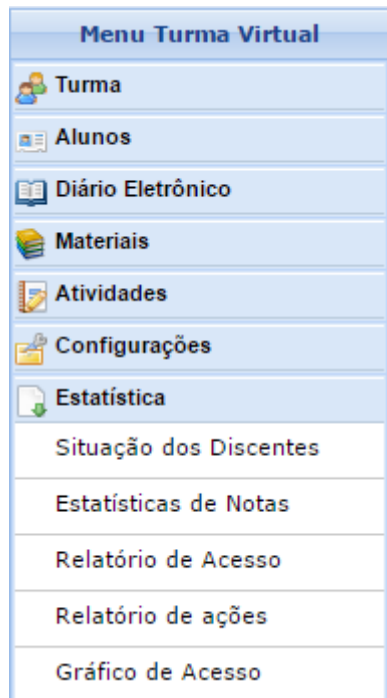 Menu Turma Virtual
Turma
Alunos
Diário Eletrônico
Materiais
Atividades
Configurações
Estatística
Situação dos Discentes
Estatísticas de Notas
Relatório de Acesso
Relatório de ações
Gráfico de Acesso